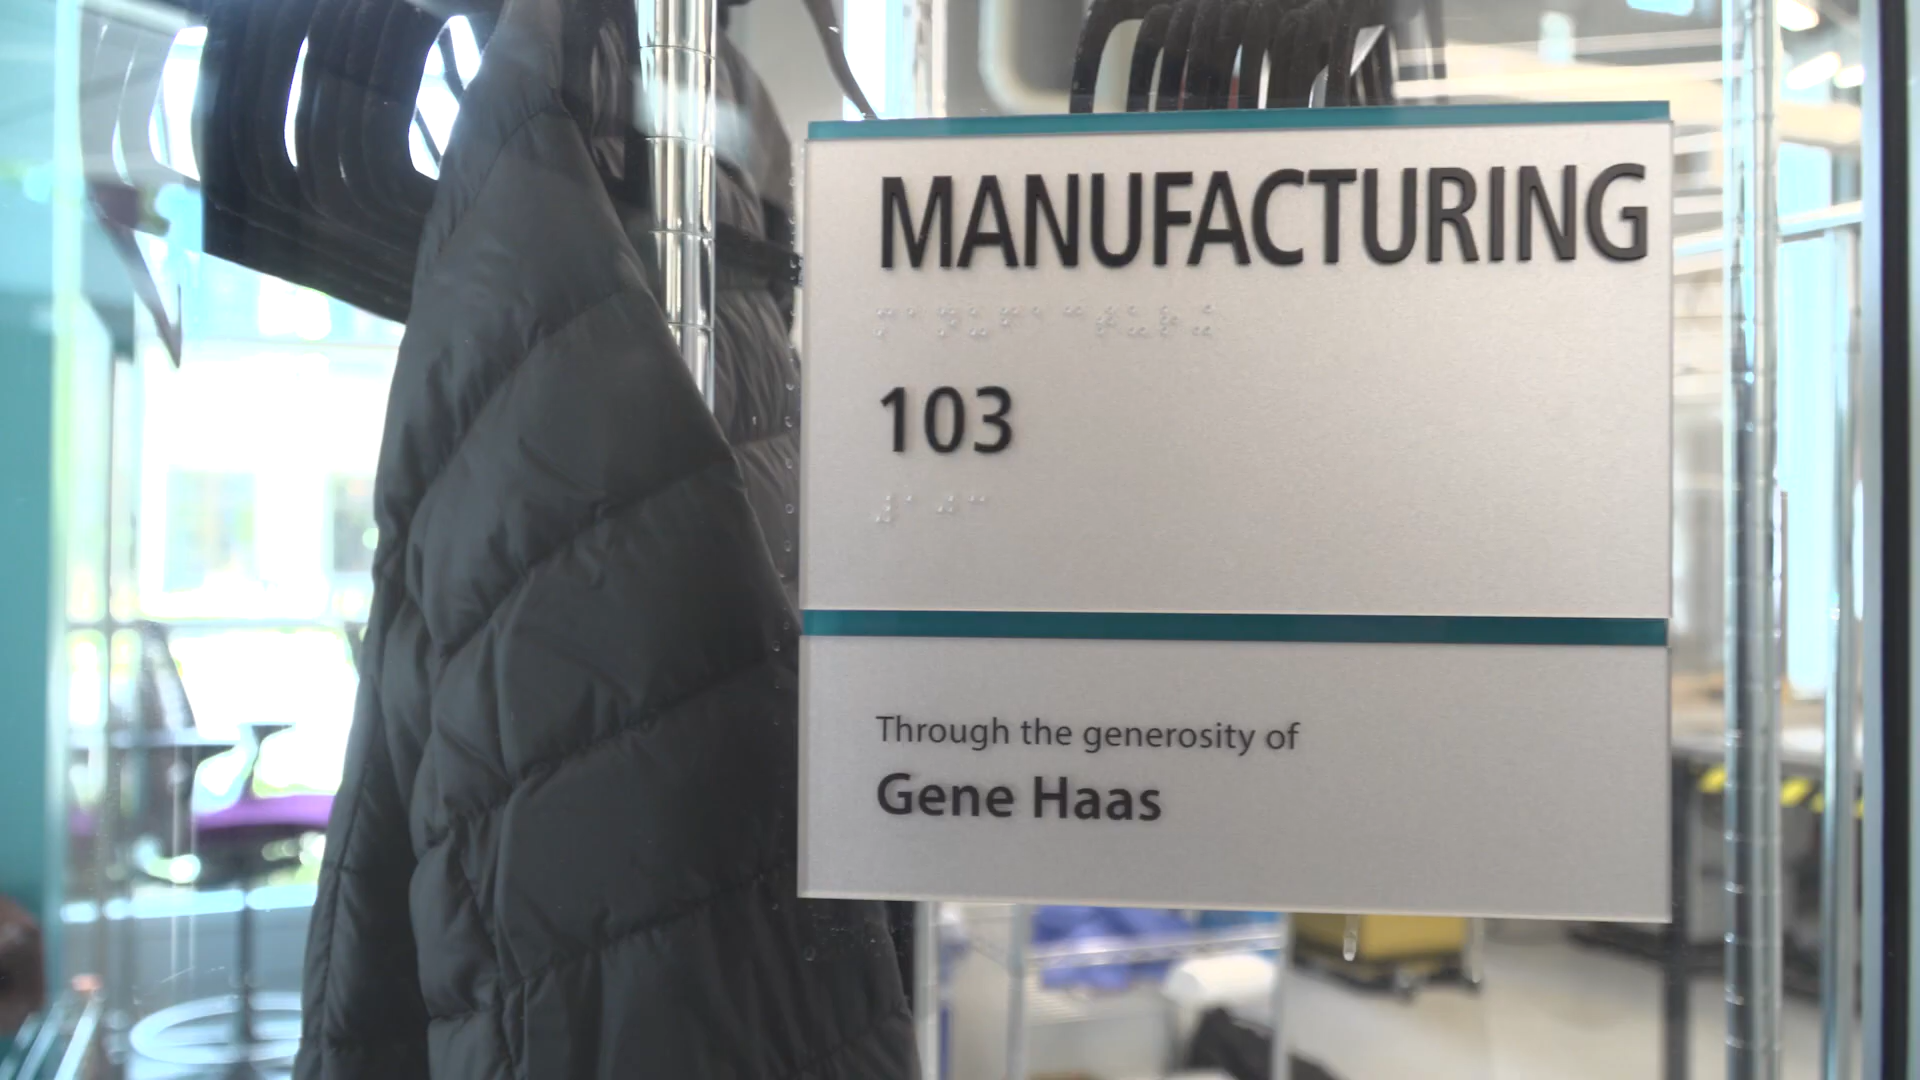 MANUFACTURING
103
Through the generosity of
Gene Haas